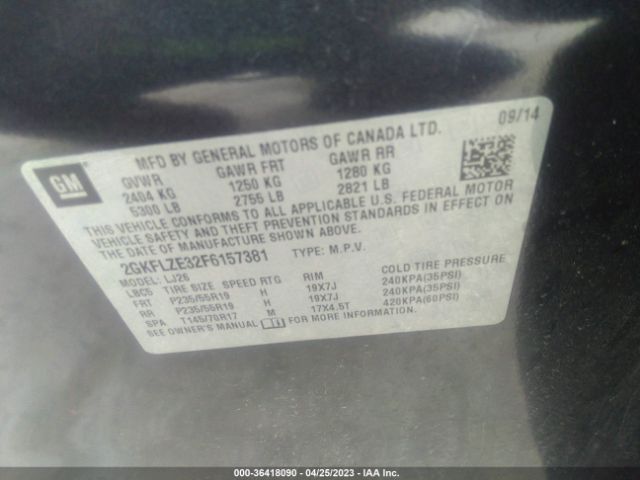 GM
MFD BY GENERAL MOTORS OF CANADA LTD. 09/14
GVWR GAWR FRT GAWR RR
2404 KG 1250 KG 1280 KG
5300 LB 2755 LB 2821 LB
THIS VEHICLE CONFORMS TO ALL APPLICABLE U.S. FEDERAL MOTOR
VEHICLE SAFETY AND THEFT PREVENTION STANDARDS IN EFFECT ON
THE DATE OF MANUFACTURE SHOWN ABOVE.
2GKFLZE32F6157381 TYPE: M.P.V.
MODEL: LJ26
LBC5 TIRE SIZE SPEED RTG RIM COLD TIRE PRESSURE
FRT P235/55R19 H 19X7J 240KPA(35PSI)
RR P235/55R19 H 19X7J 240KPA(35PSI)
SPA T145/70R17 M 17X4.5T 420KPA(60PSI)
SEE OWNER'S MANUAL FOR MORE INFORMATION.
000-36418090 - 04/25/2023 - IAA Inc.